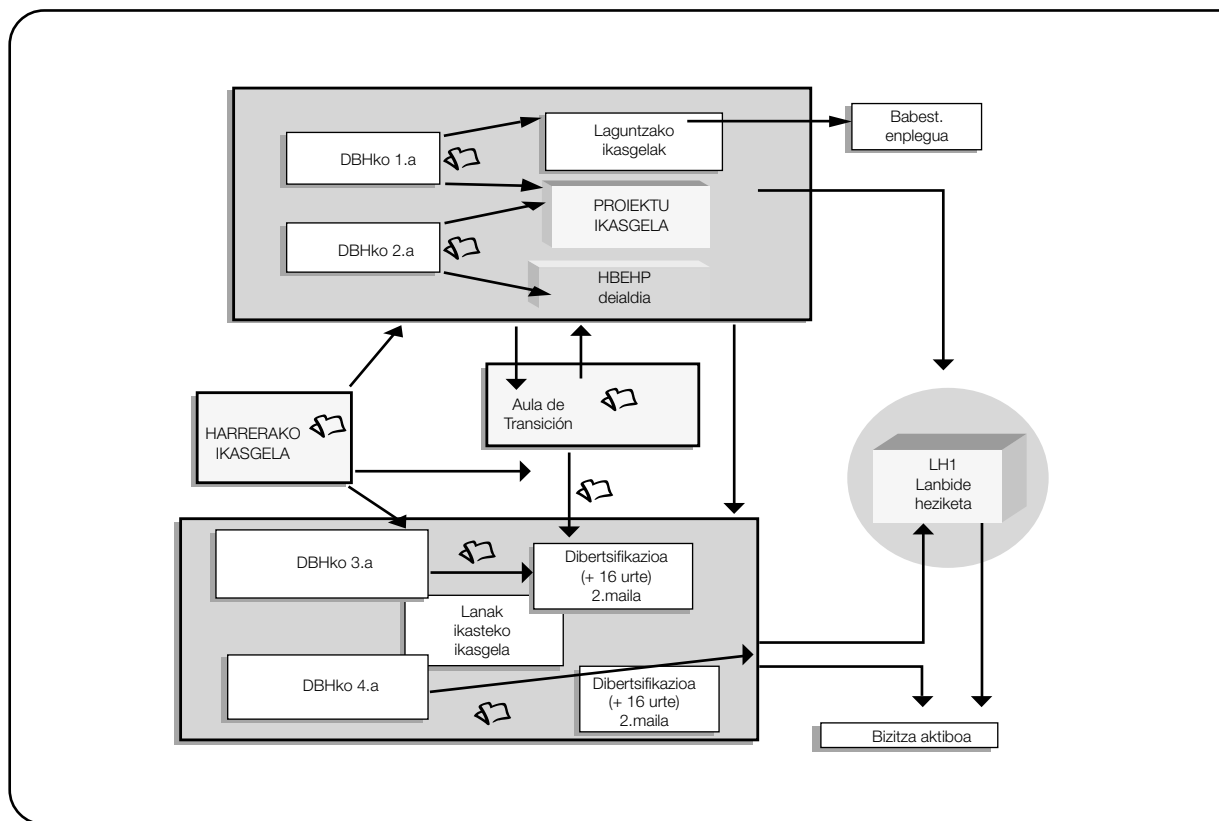 Laguntzako
ikasgelak
Babest.
enplegua
DBHko 1.a
PROIEKTU
IKASGELA
DBHko 2.a
HBEHP
deialdia
Aula de
Transición
HARRERAKO
IKASGELA
LH1
Lanbide
heziketa
DBHko 3.a
Dibertsifikazioa
(+ 16 urte)
2.maila
Lanak
ikasteko
ikasgela
DBHko 4.a
Dibertsifikazioa
(+ 16 urte)
2.maila
Bizitza aktiboa